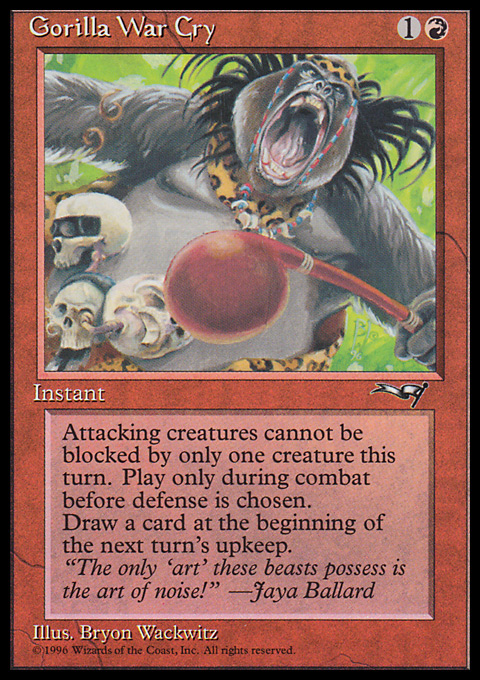 Gorilla War Cry
1
Instant
Attacking creatures cannot be
blocked by only one creature this
turn. Play only during combat
before defense is chosen.
Draw a card at the beginning of
the next turn's upkeep.
“The only ‘art’ these beasts possess is
the art of noise!” —Jaya Ballard
Illus. Bryon Wackwitz
©1996 Wizards of the Coast, Inc. All rights reserved.